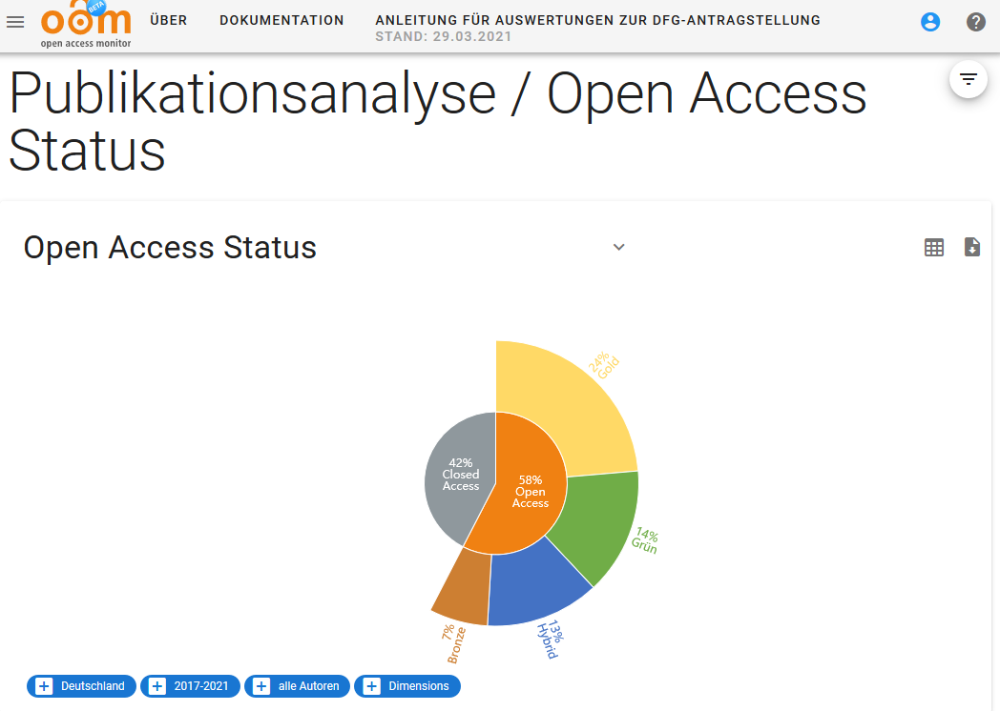 oam
BETA
open access monitor
ÜBER
DOKUMENTATION
ANLEITUNG FÜR AUSWERTUNGEN ZUR DFG-ANTRAGSTELLUNG
STAND: 29.03.2021
?
Publikationsanalyse / Open Access
Status
Open Access Status
24%
Gold
42%
Closed
Access
58%
Open
Access
14%
Grün
13%
Hybrid
7%
Bronze
+ Deutschland
+ 2017-2021
+ alle Autoren
+ Dimensions